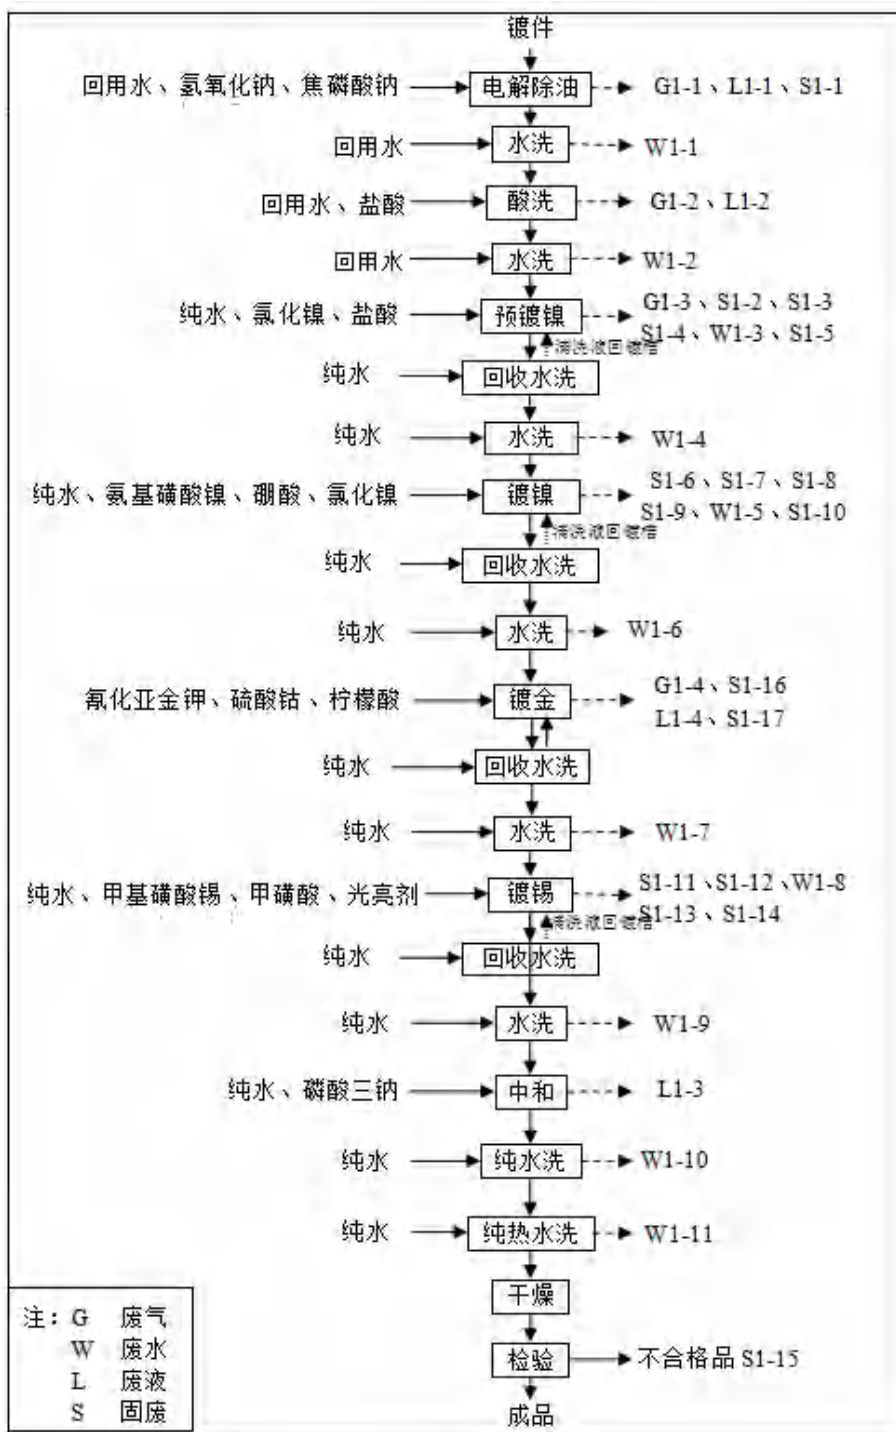 镀件
回用水、氢氧化钠、焦磷酸钠 电解除油 G1-1、L1-1、S1-1
回用水 水洗 W1-1
回用水、盐酸 酸洗 G1-2、L1-2
回用水 水洗 W1-2
纯水、氯化镍、盐酸 预镀镍 G1-3、S1-2、S1-3
S1-4、W1-3、S1-5
清洗液回镀槽
纯水 回收水洗
纯水 水洗 W1-4
纯水、氨基磺酸镍、硼酸、氯化镍 镀镍 S1-6、S1-7、S1-8
S1-9、W1-5、S1-10
清洗液回镀槽
纯水 回收水洗
纯水 水洗 W1-6
氰化亚金钾、硫酸钴、柠檬酸 镀金 G1-4、S1-16
L1-4、S1-17
纯水 回收水洗
纯水 水洗 W1-7
纯水、甲基磺酸锡、甲磺酸、光亮剂 镀锡 S1-11、S1-12、W1-8
S1-13、S1-14
清洗液回镀槽
纯水 回收水洗
纯水 水洗 W1-9
纯水、磷酸三钠 中和 L1-3
纯水 纯水洗 W1-10
纯水 纯热水洗 W1-11
干燥
检验 不合格品 S1-15
成品
注：G 废气
W 废水
L 废液
S 固废